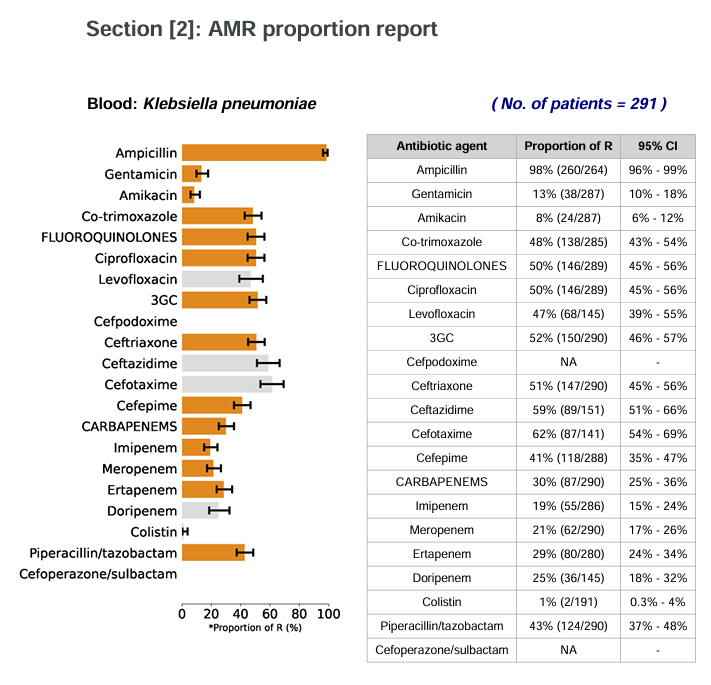 Section [2]: AMR proportion report
Blood: Klebsiella pneumoniae
( No. of patients = 291 )
Ampicillin
Gentamicin
Amikacin
Co-trimoxazole
FLUOROQUINOLONES
Ciprofloxacin
Levofloxacin
3GC
Cefpodoxime
Ceftriaxone
Ceftazidime
Cefotaxime
Cefepime
CARBAPENEMS
Imipenem
Meropenem
Ertapenem
Doripenem
Colistin
Piperacillin/tazobactam
Cefoperazone/sulbactam
0 20 40 60 80 100
*Proportion of R (%)
Antibiotic agent Proportion of R 95% CI
Ampicillin 98% (260/264) 96% - 99%
Gentamicin 13% (38/287) 10% - 18%
Amikacin 8% (24/287) 6% - 12%
Co-trimoxazole 48% (138/285) 43% - 54%
FLUOROQUINOLONES 50% (146/289) 45% - 56%
Ciprofloxacin 50% (146/289) 45% - 56%
Levofloxacin 47% (68/145) 39% - 55%
3GC 52% (150/290) 46% - 57%
Cefpodoxime NA -
Ceftriaxone 51% (147/290) 45% - 56%
Ceftazidime 59% (89/151) 51% - 66%
Cefotaxime 62% (87/141) 54% - 69%
Cefepime 41% (118/288) 35% - 47%
CARBAPENEMS 30% (87/290) 25% - 36%
Imipenem 19% (55/286) 15% - 24%
Meropenem 21% (62/290) 17% - 26%
Ertapenem 29% (80/280) 24% - 34%
Doripenem 25% (36/145) 18% - 32%
Colistin 1% (2/191) 0.3% - 4%
Piperacillin/tazobactam 43% (124/290) 37% - 48%
Cefoperazone/sulbactam NA -